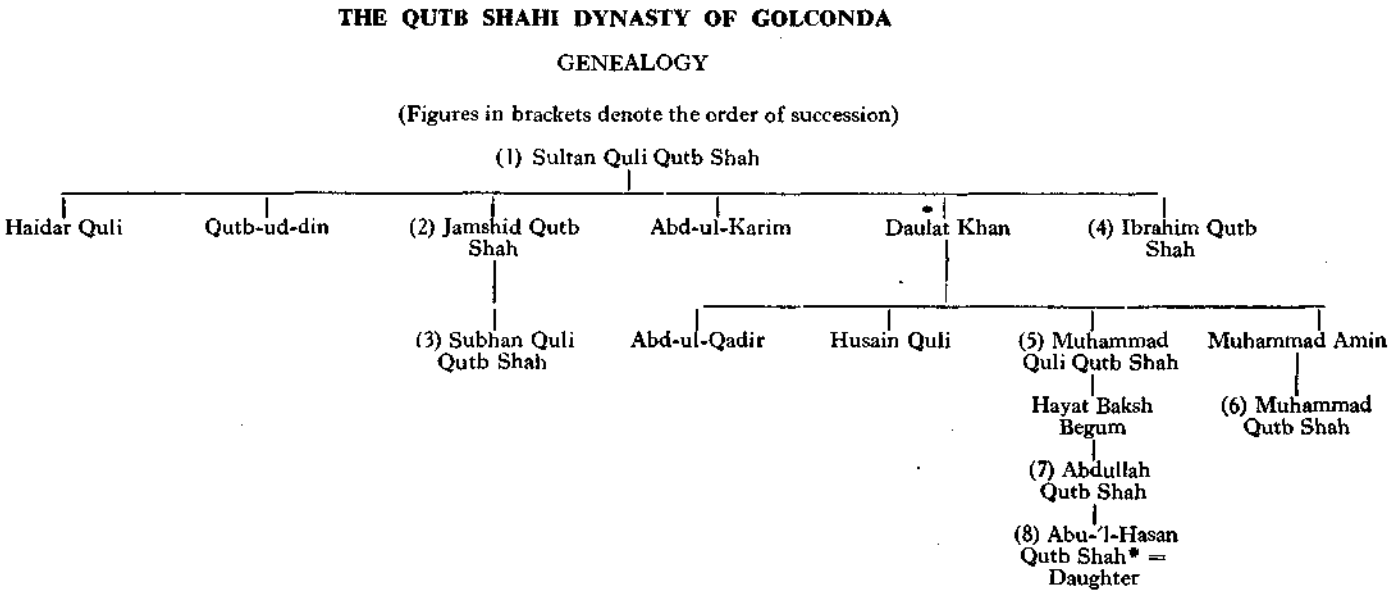 THE QUTB SHAHI DYNASTY OF GOLCONDA
GENEALOGY
(Figures in brackets denote the order of succession)
(1) Sultan Quli Qutb Shah
Haidar Quli
Qutb-ud-din
(2) Jamshid Qutb
Shah
Abd-ul-Karim
Daulat Khan
(4) Ibrahim Qutb
Shah
(3) Subhan Quli
Qutb Shah
Abd-ul-Qadir
Husain Quli
(5) Muhammad
Quli Qutb Shah
Muhammad Amin
Hayat Baksh
Begum
(6) Muhammad
Qutb Shah
(7) Abdullah
Qutb Shah
(8) Abu-'l-Hasan
Qutb Shah* =
Daughter